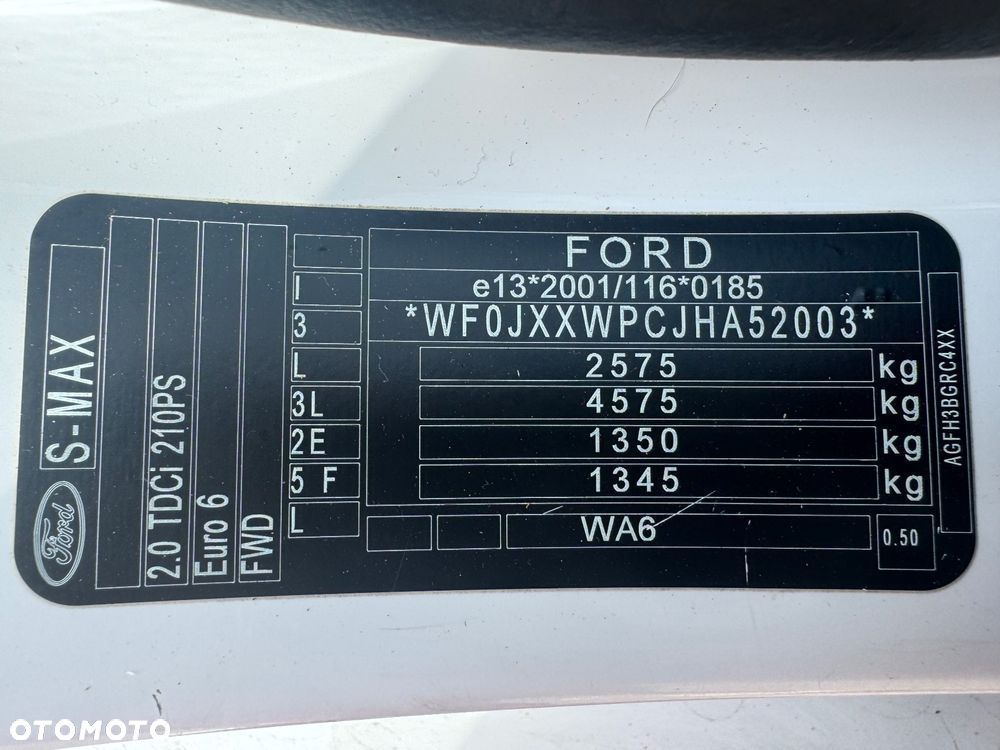 FORD
e13*2001/116*0185
*WF0JXXWPCJHA52003*
2575 kg
4575 kg
1350 kg
1345 kg
WA6
0.50
I
3
L
3L
2E
5 F
L
S-MAX
Ford
2.0 TDCi 210PS
Euro 6
FWD
AGFH3BGRC4XX
OTOMOTO